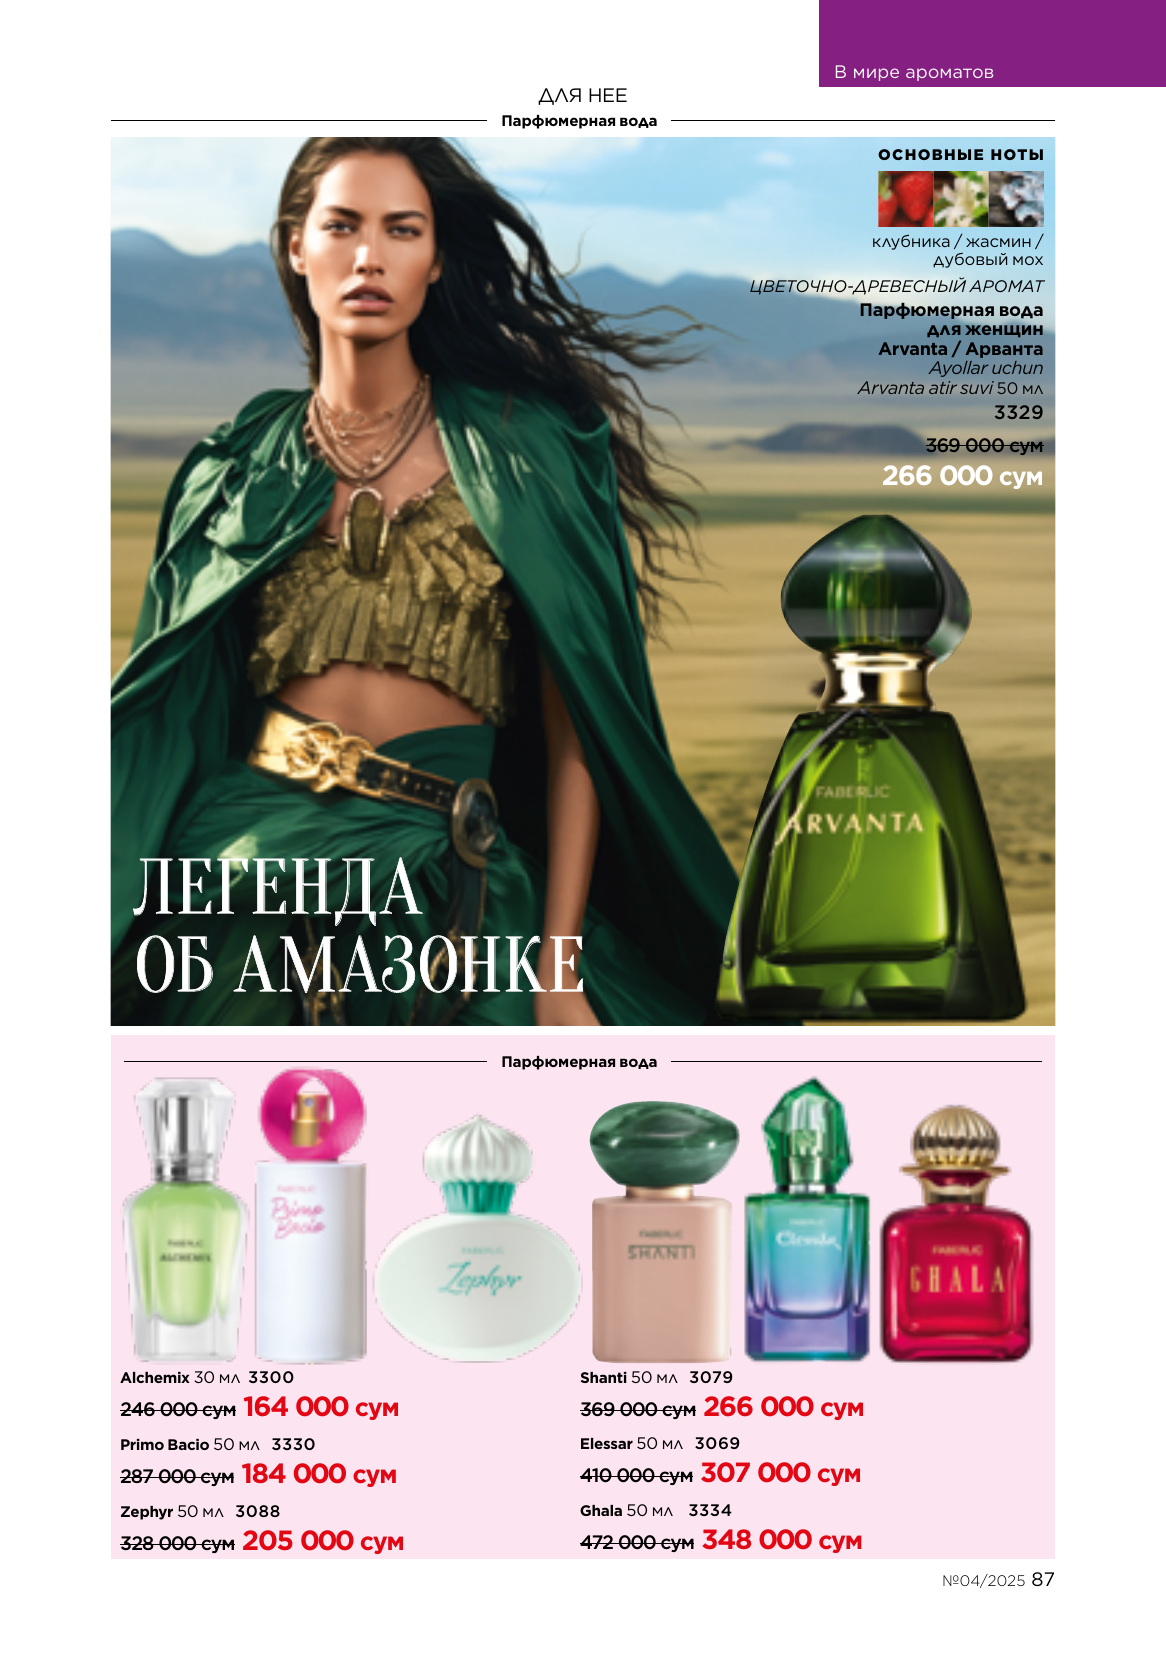 В мире ароматов
ДЛЯ НЕЕ
Парфюмерная вода
ОСНОВНЫЕ НОТЫ
клубника / жасмин /
дубовый мох
ЦВЕТОЧНО-ДРЕВЕСНЫЙ АРОМАТ
Парфюмерная вода
для женщин
Arvanta / Арванта
Ayollar uchun
Arvanta atir suvi 50 мл
3329
369 000 сум
266 000 сум
FABERLIC
ARVANTA
ЛЕГЕНДА
ОБ АМАЗОНКЕ
Парфюмерная вода
FABERLIC
ALCHEMIX
FABERLIC
Primo
Bacio
FABERLIC
Zephyr
FABERLIC
SHANTI
FABERLIC
FABERLIC
GHALA
Alchemix 30 мл 3300
246 000 сум 164 000 сум
Primo Bacio 50 мл 3330
287 000 сум 184 000 сум
Zephyr 50 мл 3088
328 000 сум 205 000 сум
Shanti 50 мл 3079
369 000 сум 266 000 сум
Elessar 50 мл 3069
410 000 сум 307 000 сум
Ghala 50 мл 3334
472 000 сум 348 000 сум
№04/2025 87